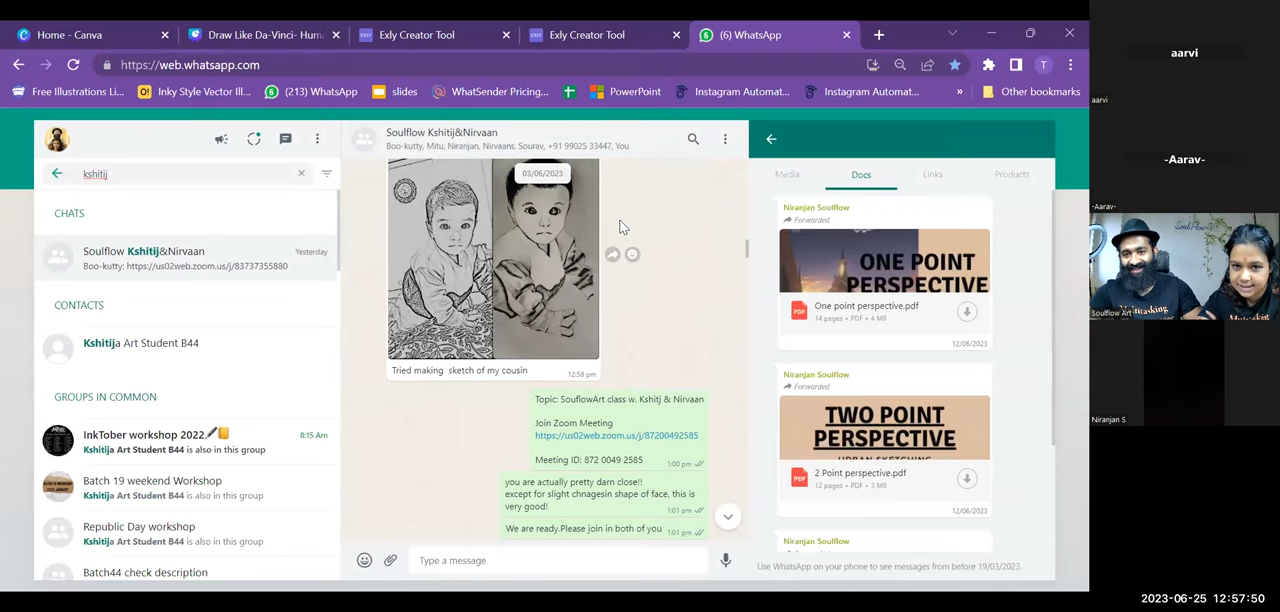 Home - Canva
Draw Like Da-Vinci- Hum
Exly Creator Tool
Exly Creator Tool
(6) WhatsApp
https://web.whatsapp.com
T
Free Illustrations Li...
Inky Style Vector Ill...
(213) WhatsApp
slides
WhatSender Pricing...
PowerPoint
Instagram Automat...
Instagram Automat...
»
Other bookmarks
kshitij
CHATS
Soulflow Kshitij&Nirvaan
Yesterday
Boo-kutty: https://us02web.zoom.us/j/83737355880
CONTACTS
Kshitija Art Student B44
GROUPS IN COMMON
InkTober workshop 2022
8:15 Am
Kshitija Art Student B44 is also in this group
Batch 19 weekend Workshop
Kshitija Art Student B44 is also in this group
Republic Day workshop
Kshitija Art Student B44 is also in this group
Batch44 check description
Soulflow Kshitij&Nirvaan
Boo-kutty, Mitu, Niranjan, Nirvaans, Sourav, +91 99025 33447, You
03/06/2023
Tried making sketch of my cousin
12:58 pm
Topic: SouflowArt class w. Kshitj & Nirvaan
Join Zoom Meeting
https://us02web.zoom.us/j/87200492585
Meeting ID: 872 0049 2585
1:00 pm
you are actually pretty darn close!!
except for slight chnagesin shape of face, this is
very good!
1:01 pm
We are ready.Please join in both of you
1:01 pm
Type a message
Media
Docs
Links
Products
Niranjan Soulflow
Forwarded
ONE POINT
PERSPECTIVE
PDF
One point perspective.pdf
14 pages • PDF • 4 MB
12/06/2023
Niranjan Soulflow
Forwarded
TWO POINT
PERSPECTIVE
PDF
2 Point perspective.pdf
12 pages • PDF • 3 MB
12/06/2023
Niranjan Soulflow
Use WhatsApp on your phone to see messages from before 19/03/2023.
aarvi
aarvi
-Aarav-
-Aarav-
Soulflow Art
Niranjan S
2023-06-25 12:57:50